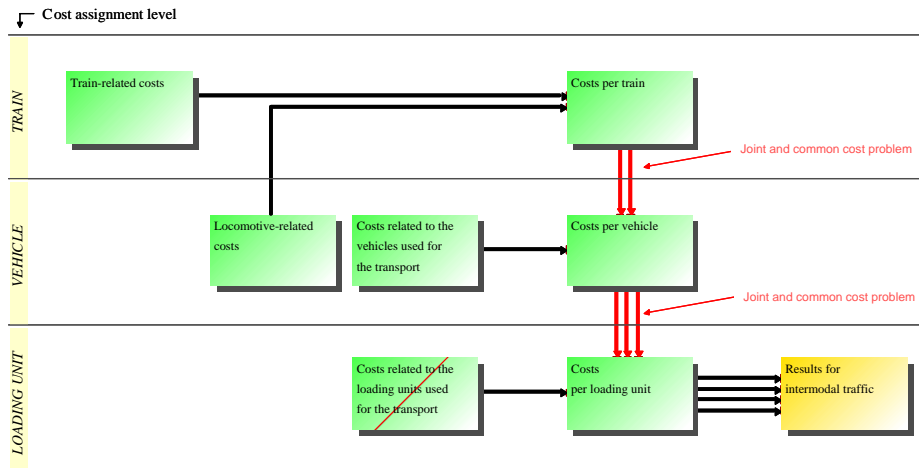 Cost assignment level
TRAIN
Train-related costs
Costs per train
Joint and common cost problem
VEHICLE
Locomotive-related
costs
Costs related to the
vehicles used for
the transport
Costs per vehicle
Joint and common cost problem
LOADING UNIT
Costs related to the
loading units used
for the transport
Costs
per loading unit
Results for
intermodal traffic